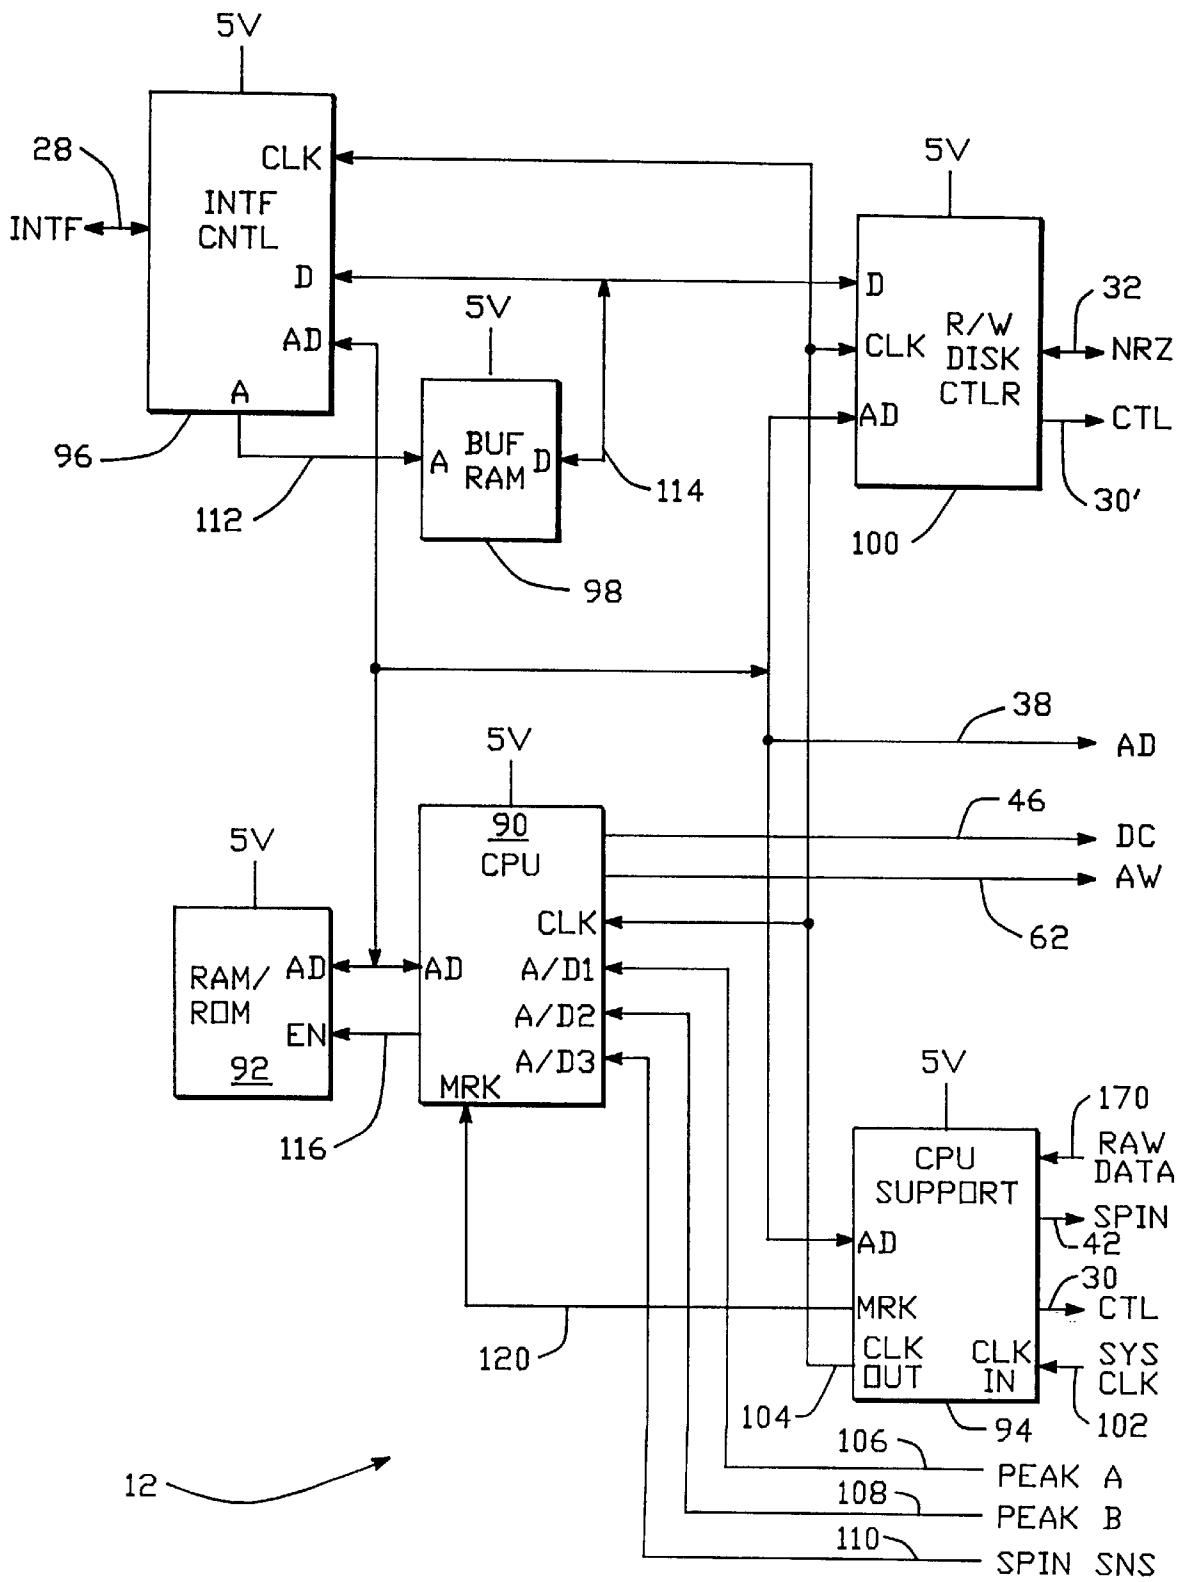 5V
28
CLK
INTF
CNTL
INTF
D
AD
A
96
112
5V
BUF
RAM
A
D
98
114
5V
D
CLK
AD
R/W
DISK
CTLR
32
NRZ
CTL
30'
100
38
AD
46
DC
AW
62
5V
90
CPU
CLK
A/D1
A/D2
A/D3
AD
MRK
5V
RAM/
ROM
AD
EN
92
116
5V
CPU
SUPPORT
AD
MRK
CLK
OUT
CLK
IN
170
RAW
DATA
SPIN
42
30
CTL
SYS
CLK
102
94
104
120
12
106
PEAK A
108
PEAK B
110
SPIN SNS